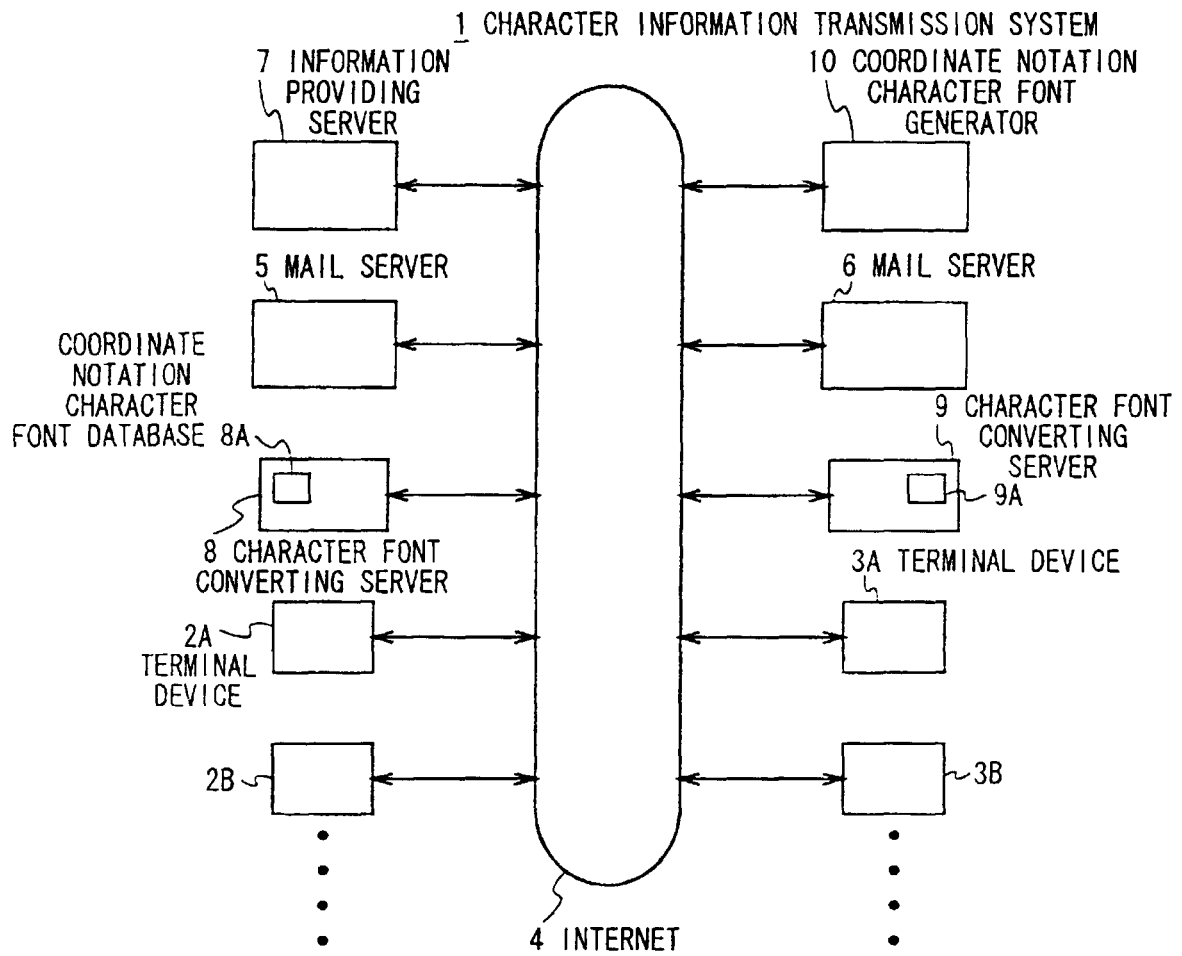 1 CHARACTER INFORMATION TRANSMISSION SYSTEM
7 INFORMATION
PROVIDING
SERVER
10 COORDINATE NOTATION
CHARACTER FONT
GENERATOR
5 MAIL SERVER
6 MAIL SERVER
COORDINATE
NOTATION
CHARACTER
FONT DATABASE 8A
9 CHARACTER FONT
CONVERTING
SERVER
9A
8 CHARACTER FONT
CONVERTING SERVER
3A TERMINAL DEVICE
2A
TERMINAL
DEVICE
2B
3B
4 INTERNET